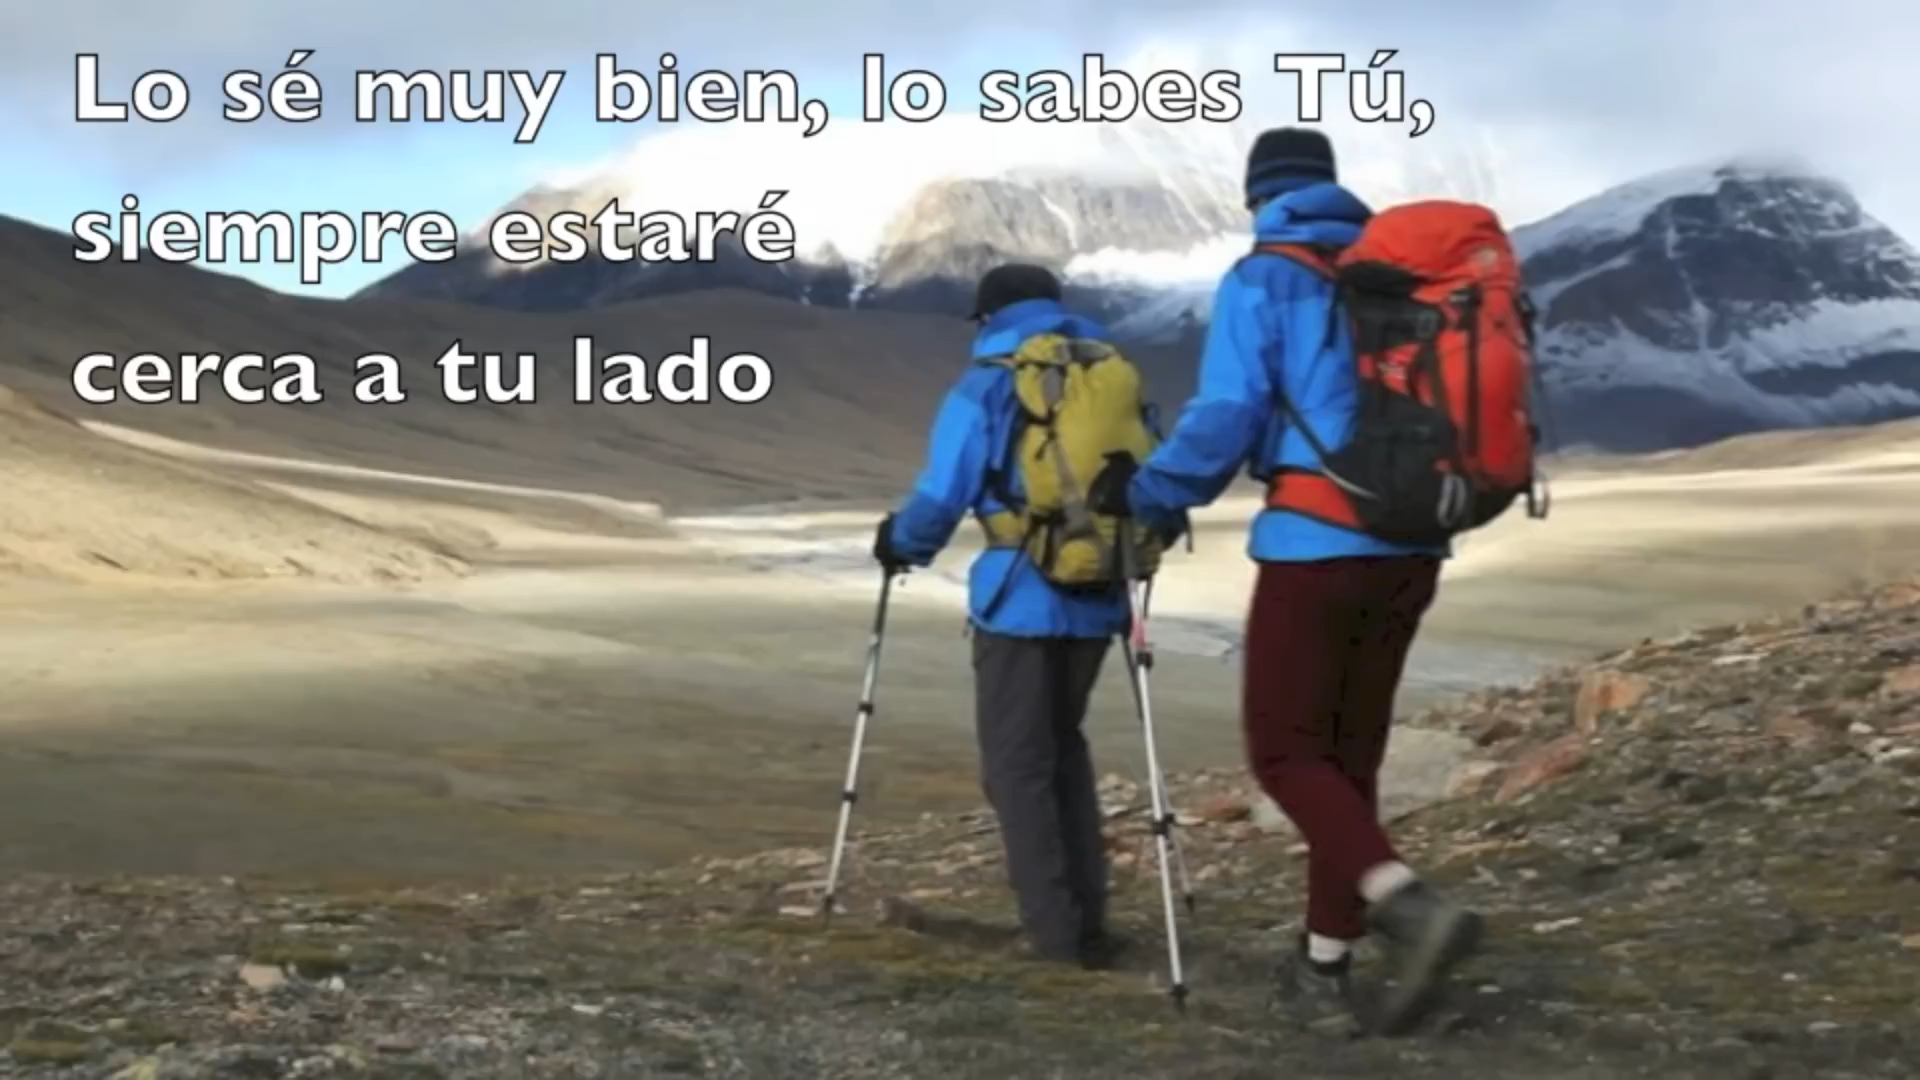 Lo sé muy bien, lo sabes Tú,
siempre estaré
cerca a tu lado